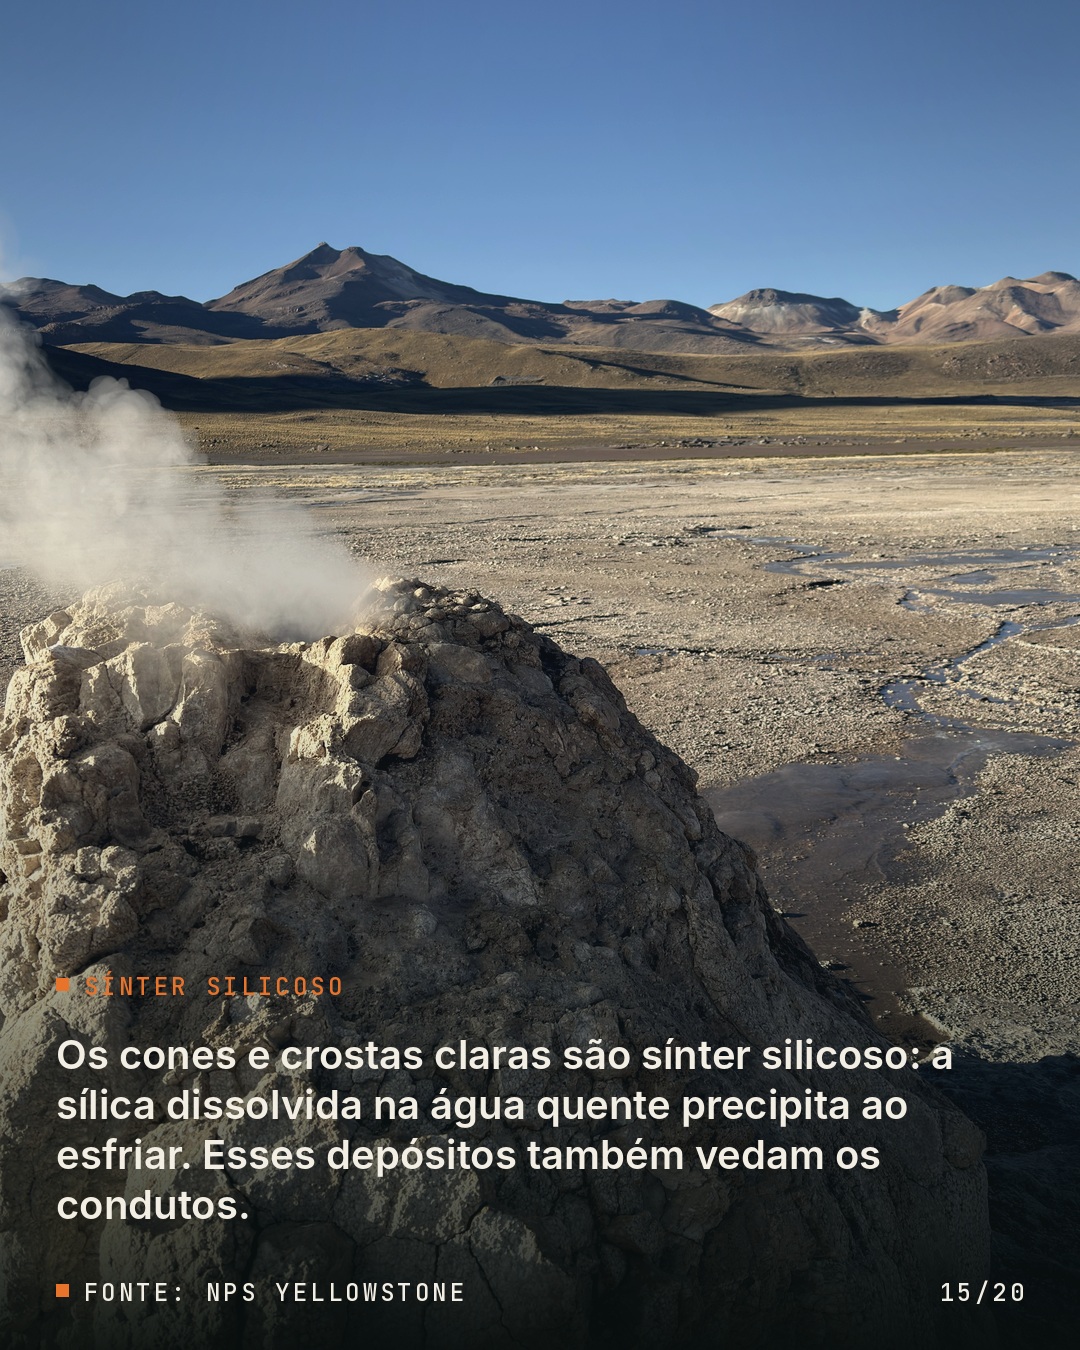 SÍNTER SILICOSO
Os cones e crostas claras são sínter silicoso: a
sílica dissolvida na água quente precipita ao
esfriar. Esses depósitos também vedam os
condutos.
FONTE: NPS YELLOWSTONE
15/20